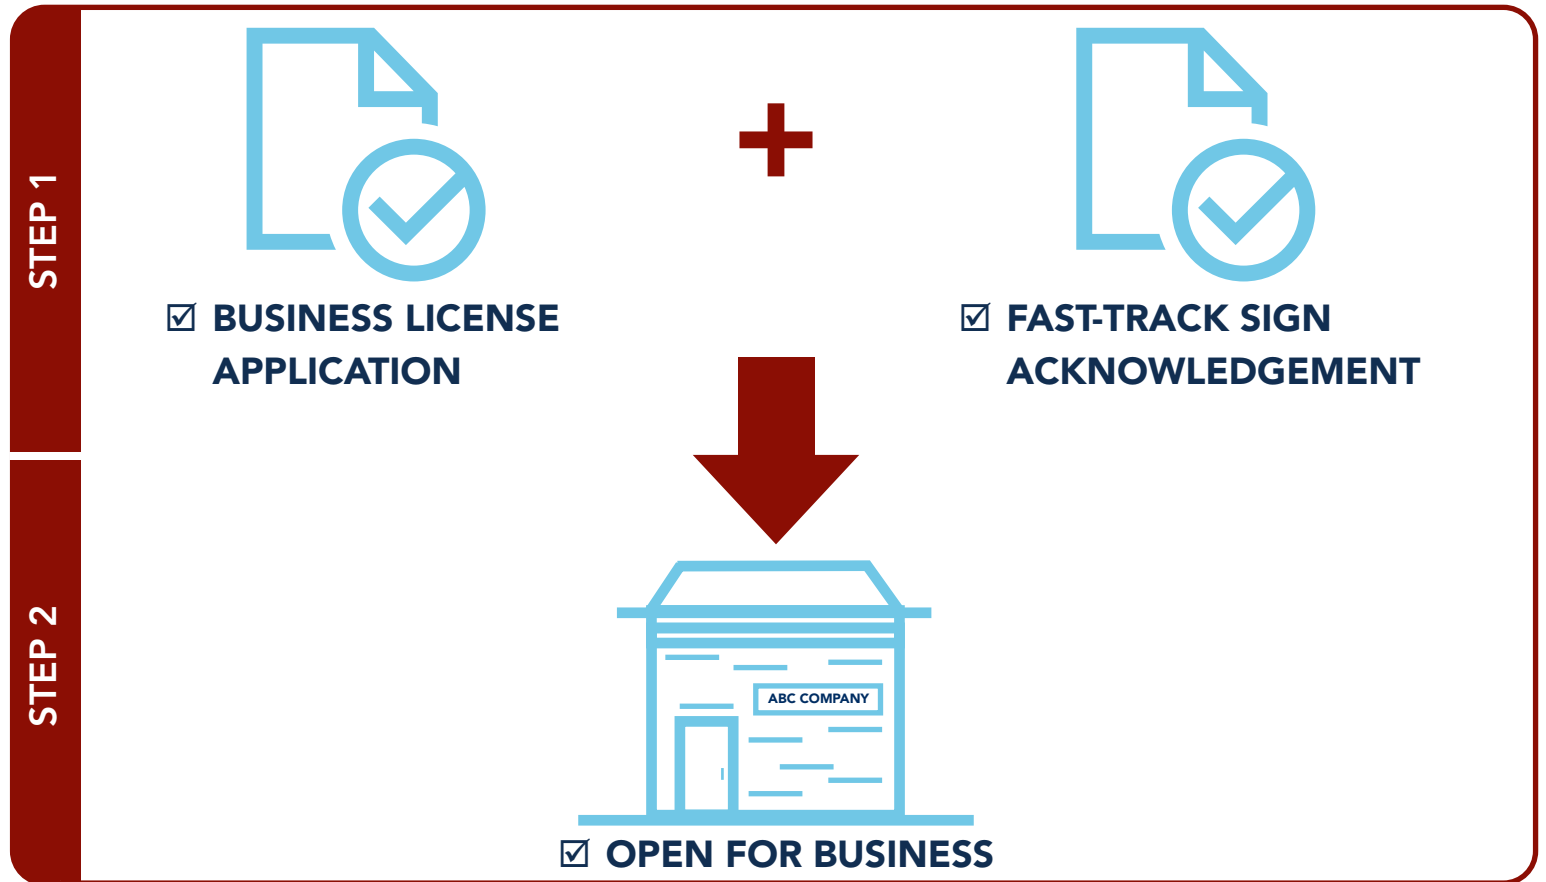 STEP 1
☑ BUSINESS LICENSE
APPLICATION
☑ FAST-TRACK SIGN
ACKNOWLEDGEMENT
STEP 2
ABC COMPANY
☑ OPEN FOR BUSINESS